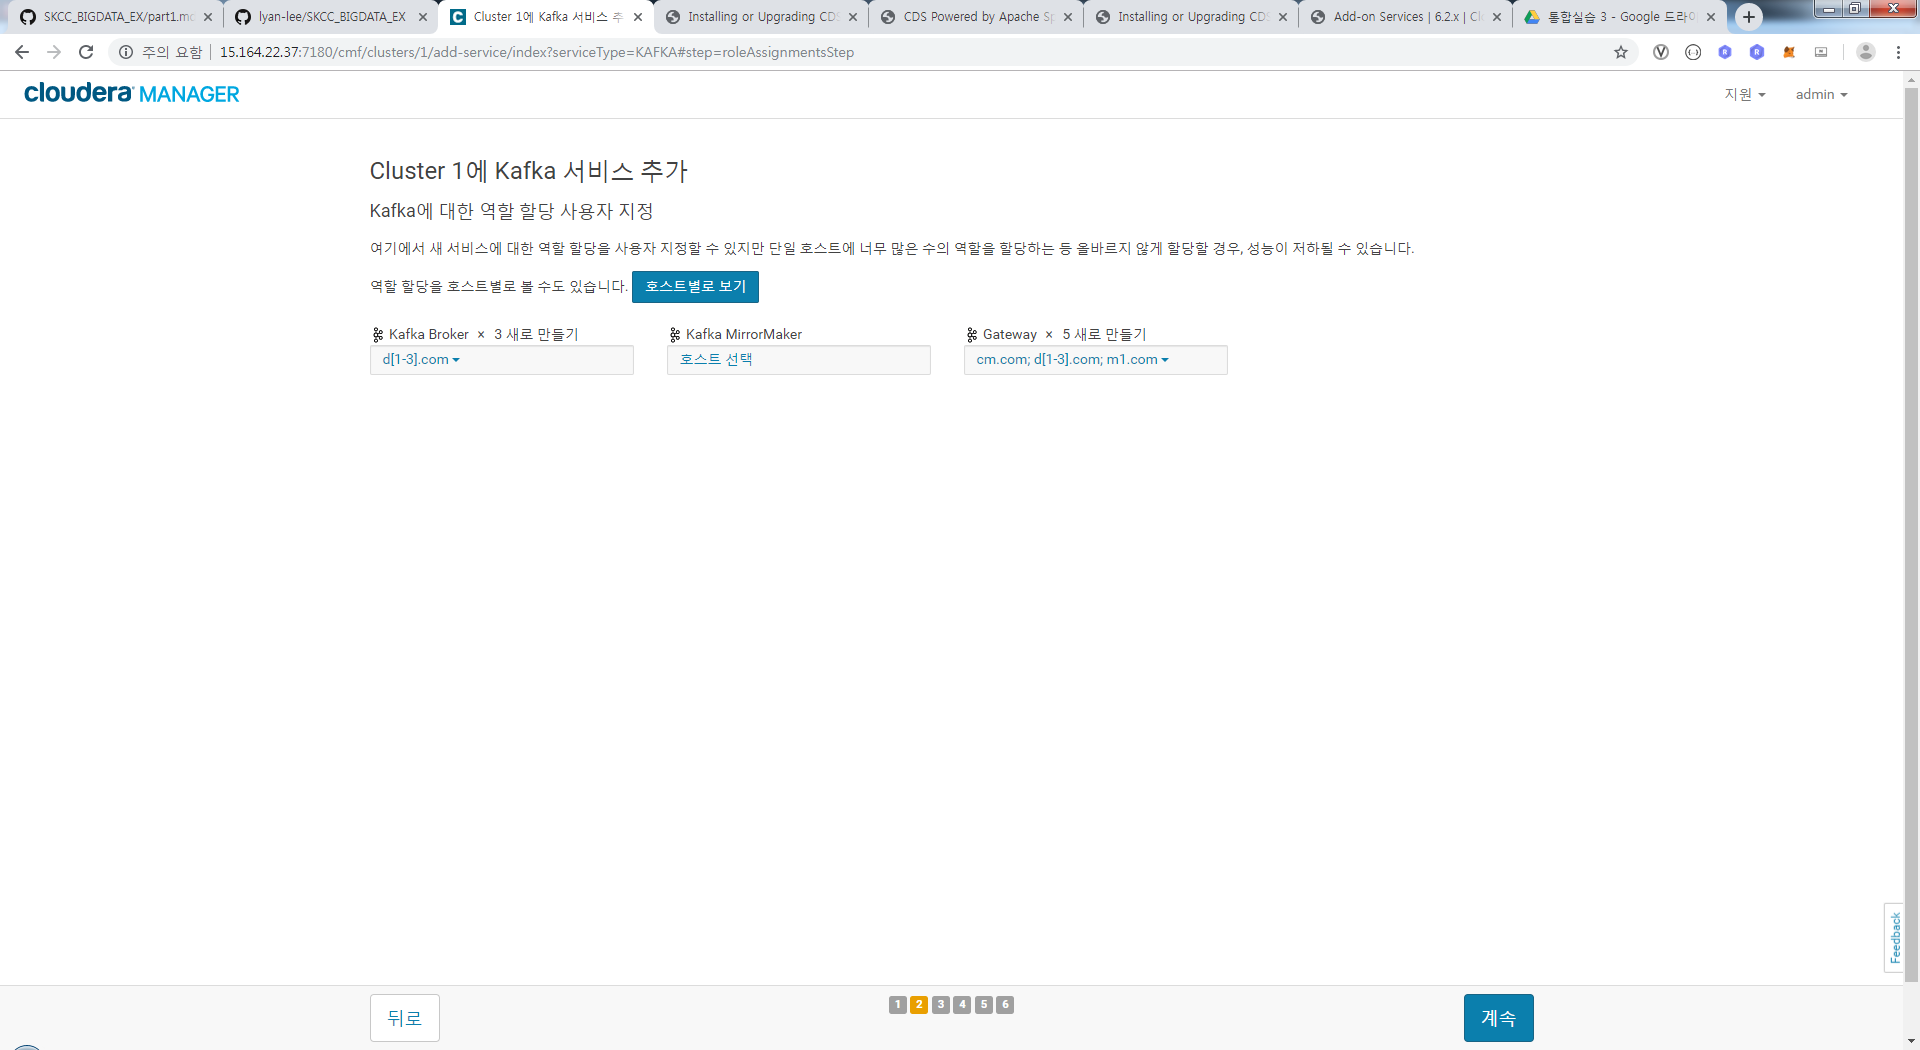 SKCC_BIGDATA_EX/part1.mc
lyan-lee/SKCC_BIGDATA_EX
Cluster 1에 Kafka 서비스 추
Installing or Upgrading CDS
CDS Powered by Apache Sp
Installing or Upgrading CDS
Add-on Services | 6.2.x | Clo
통합실습 3 - Google 드라이
주의 요함 | 15.164.22.37:7180/cmf/clusters/1/add-service/index?serviceType=KAFKA#step=roleAssignmentsStep
cloudera MANAGER
지원
admin
Cluster 1에 Kafka 서비스 추가
Kafka에 대한 역할 할당 사용자 지정
여기에서 새 서비스에 대한 역할 할당을 사용자 지정할 수 있지만 단일 호스트에 너무 많은 수의 역할을 할당하는 등 올바르지 않게 할당할 경우, 성능이 저하될 수 있습니다.
역할 할당을 호스트별로 볼 수도 있습니다. 호스트별로 보기
Kafka Broker × 3 새로 만들기
d[1-3].com
Kafka MirrorMaker
호스트 선택
Gateway × 5 새로 만들기
cm.com; d[1-3].com; m1.com
Feedback
뒤로
1 2 3 4 5 6
계속